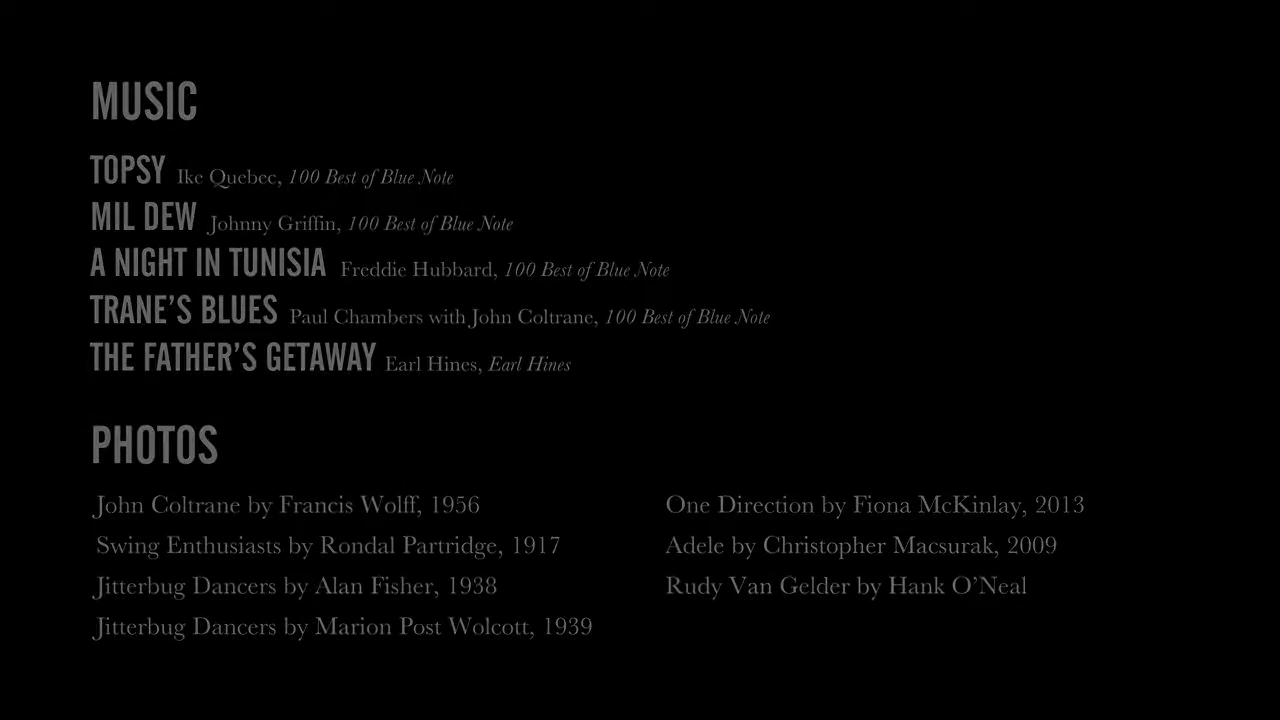 MUSIC
TOPSY Ike Quebec, 100 Best of Blue Note
MIL DEW Johnny Griffin, 100 Best of Blue Note
A NIGHT IN TUNISIA Freddie Hubbard, 100 Best of Blue Note
TRANE'S BLUES Paul Chambers with John Coltrane, 100 Best of Blue Note
THE FATHER'S GETAWAY Earl Hines, Earl Hines
PHOTOS
John Coltrane by Francis Wolff, 1956
Swing Enthusiasts by Rondal Partridge, 1917
Jitterbug Dancers by Alan Fisher, 1938
Jitterbug Dancers by Marion Post Wolcott, 1939
One Direction by Fiona McKinlay, 2013
Adele by Christopher Macsurak, 2009
Rudy Van Gelder by Hank O'Neal